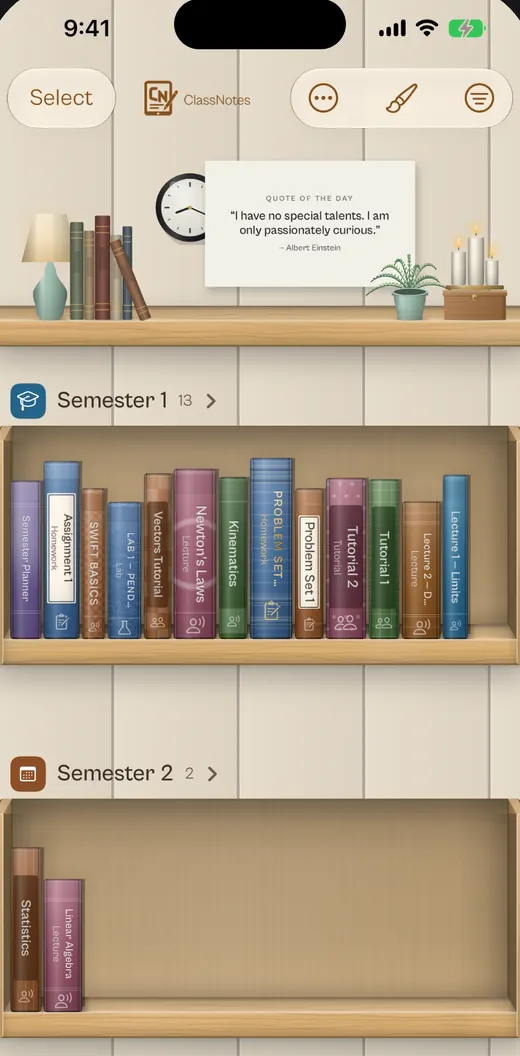 9:41
Select
CN ClassNotes
QUOTE OF THE DAY
“I have no special talents. I am
only passionately curious.”
– Albert Einstein
Semester 1 13
Semester Planner
Assignment 1
Homework
SWIFT BASICS
LAB 1 – PEND...
Lab
Vectors Tutorial
Newton's Laws
Lecture
Kinematics
PROBLEM SET...
Homework
Problem Set 1
Tutorial 2
Tutorial
Tutorial 1
Lecture 2 – D...
Lecture
Lecture 1 – Limits
Semester 2 2
Statistics
Linear Algebra
Lecture